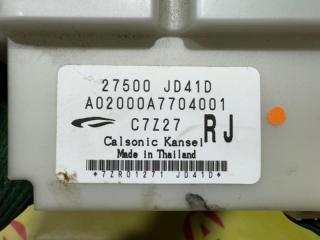 27500 JD41D
A02000A7704001
C7Z27 RJ
Calsonic Kansei
Made in Thailand
*7ZR01271 JD41D*